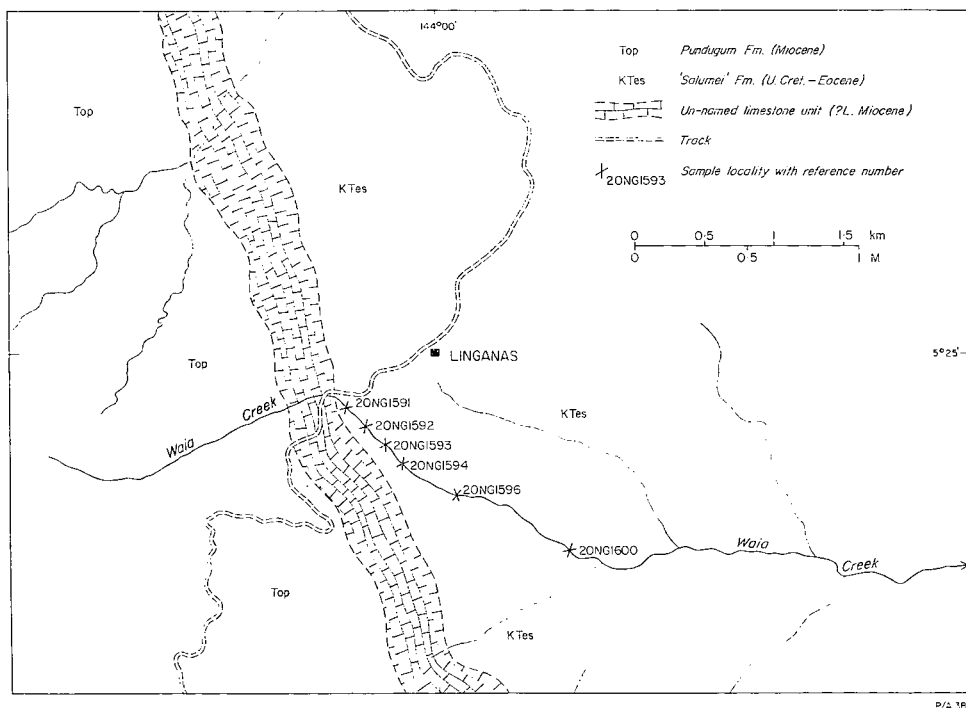 144°00'
Top Pundugum Fm. (Miocene)
KTes 'Salumei' Fm. (U. Cret. – Eocene)
Un-named limestone unit (?L. Miocene)
Track
20NG1593 Sample locality with reference number
0 0·5 1 1·5 km
0 0·5 1 M
Top
KTes
Top
LINGANAS
5°25'
KTes
Waia Creek
20NG1591
20NG1592
20NG1593
20NG1594
20NG1596
20NG1600
Waia Creek
Top
KTes
P/A 38